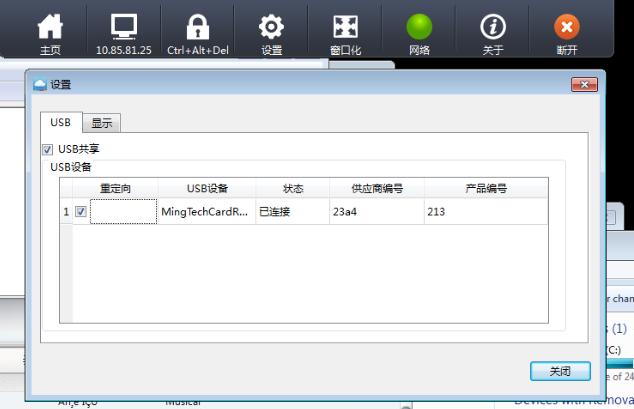 主页 10.85.81.25 Ctrl+Alt+Del 设置 窗口化 网络 关于 断开
设置
USB 显示
USB共享
USB设备
重定向 USB设备 状态 供应商编号 产品编号
1 MingTechCardR... 已连接 23a4 213
r chan
s (1)
(C:)
e of 24
关闭
Musical
Devices with Remova